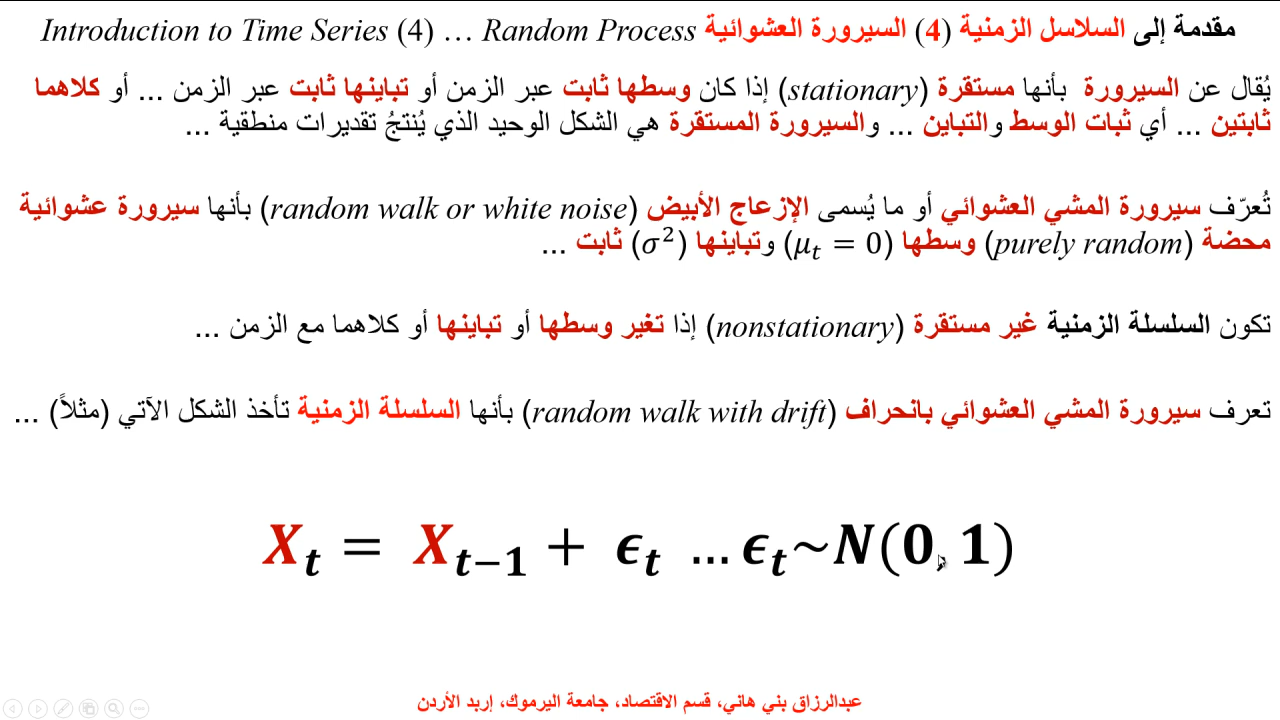 مقدمة إلى السلاسل الزمنية (4) السيرورة العشوائية Introduction to Time Series (4) … Random Process
يُقال عن السيرورة بأنها مستقرة (stationary) إذا كان وسطها ثابت عبر الزمن أو تباينها ثابت عبر الزمن ... أو كلاهما
ثابتين ... أي ثبات الوسط والتباين ... والسيرورة المستقرة هي الشكل الوحيد الذي يُنتجُ تقديرات منطقية ...
تُعرّف سيرورة المشي العشوائي أو ما يُسمى الإزعاج الأبيض (random walk or white noise) بأنها سيرورة عشوائية
محضة (purely random) وسطها (μₜ = 0) وتباينها (σ²) ثابت ...
تكون السلسلة الزمنية غير مستقرة (nonstationary) إذا تغير وسطها أو تباينها أو كلاهما مع الزمن ...
تعرف سيرورة المشي العشوائي بانحراف (random walk with drift) بأنها السلسلة الزمنية تأخذ الشكل الآتي (مثلاً) ...
Xₜ = Xₜ₋₁ + ϵₜ … ϵₜ~N(0, 1)
عبدالرزاق بني هاني، قسم الاقتصاد، جامعة اليرموك، إربد الأردن